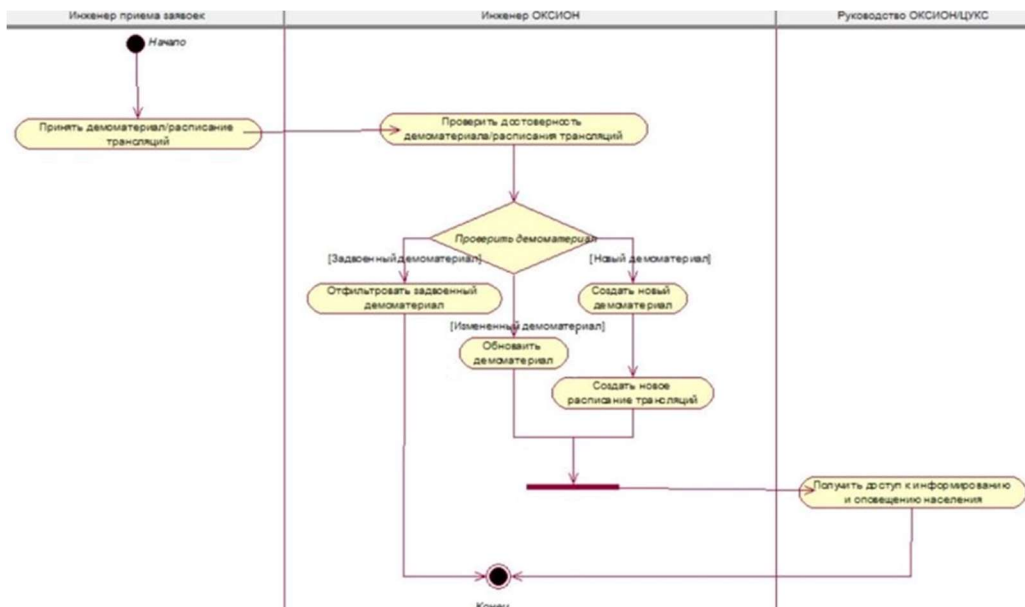 Инженер приема заявоек
Инженер ОКСИОН
Руководство ОКСИОН/ЦУКС
Начало
Принять демоматериал/расписание
трансляций
Проверить достоверность
демоматериала/расписания трансляций
Проверить демоматериал
[Задвоенный демоматериал]
[Новый демоматериал]
Отфильтровать задвоенный
демоматериал
Создать новый
демоматериал
[Измененный демоматериал]
Обноваить
демоматериал
Создать новое
расписание трансляций
Получить доступ к информированию
и оповещению населения
Конец